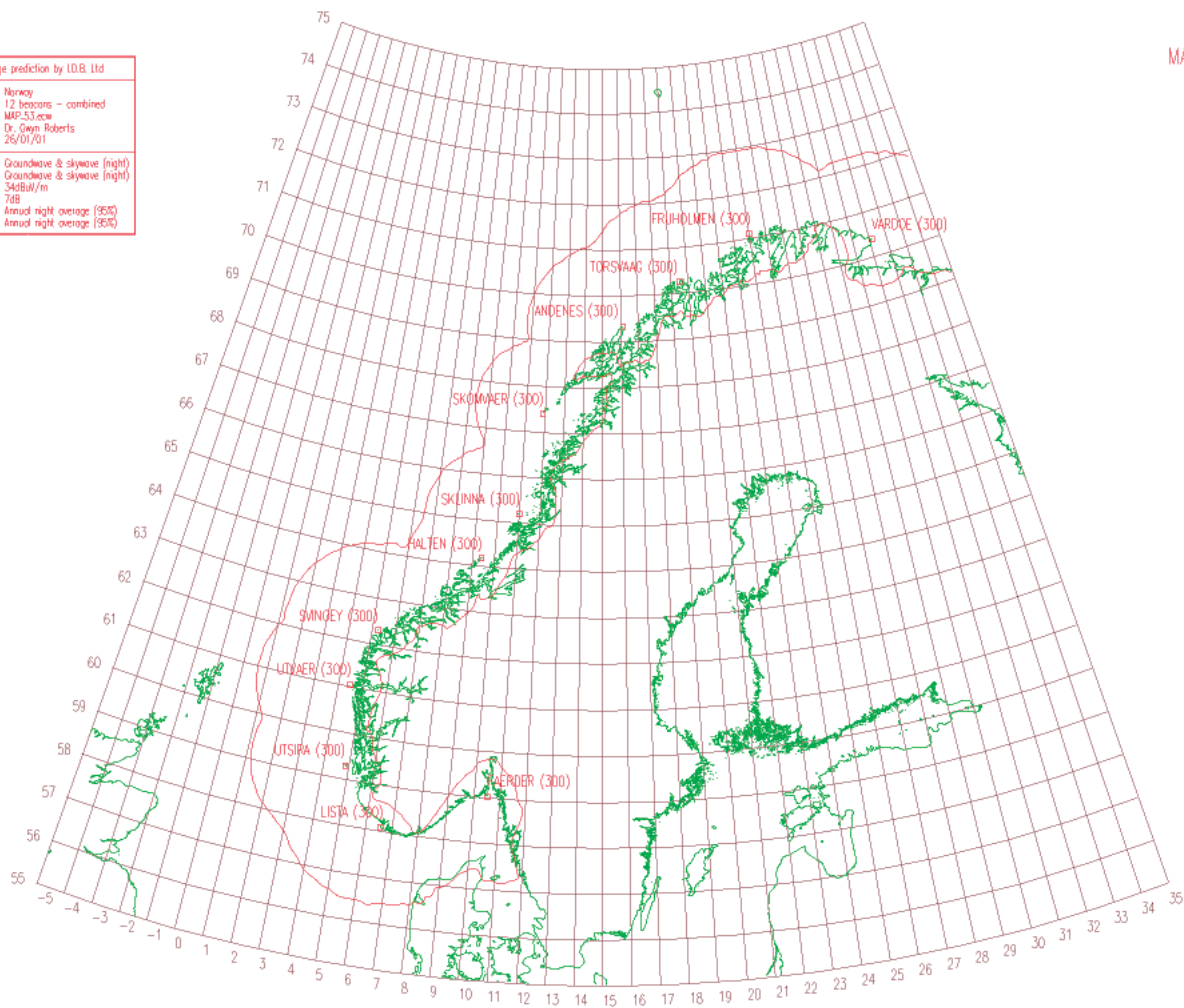 75
74
73
72
71
70
69
68
67
66
65
64
63
62
61
60
59
58
57
56
55
ge prediction by I.D.B. Ltd
Norway
12 beacons - combined
MAP_53.ecw
Dr. Gwyn Roberts
26/01/01
Groundwave & skywave (night)
Groundwave & skywave (night)
34dBuV/m
7dB
Annual night average (95%)
Annual night average (95%)
MA
FRUHOLMEN (300)
VARDOE (300)
TORSVAAG (300)
ANDENES (300)
SKOMVAER (300)
SKLINNA (300)
HALTEN (300)
SVINOEY (300)
UTVAER (300)
UTSIRA (300)
LISTA (300)
FAERDER (300)
-5 -4 -3 -2 -1 0 1 2 3 4 5 6 7 8 9 10 11 12 13 14 15 16 17 18 19 20 21 22 23 24 25 26 27 28 29 30 31 32 33 34 35